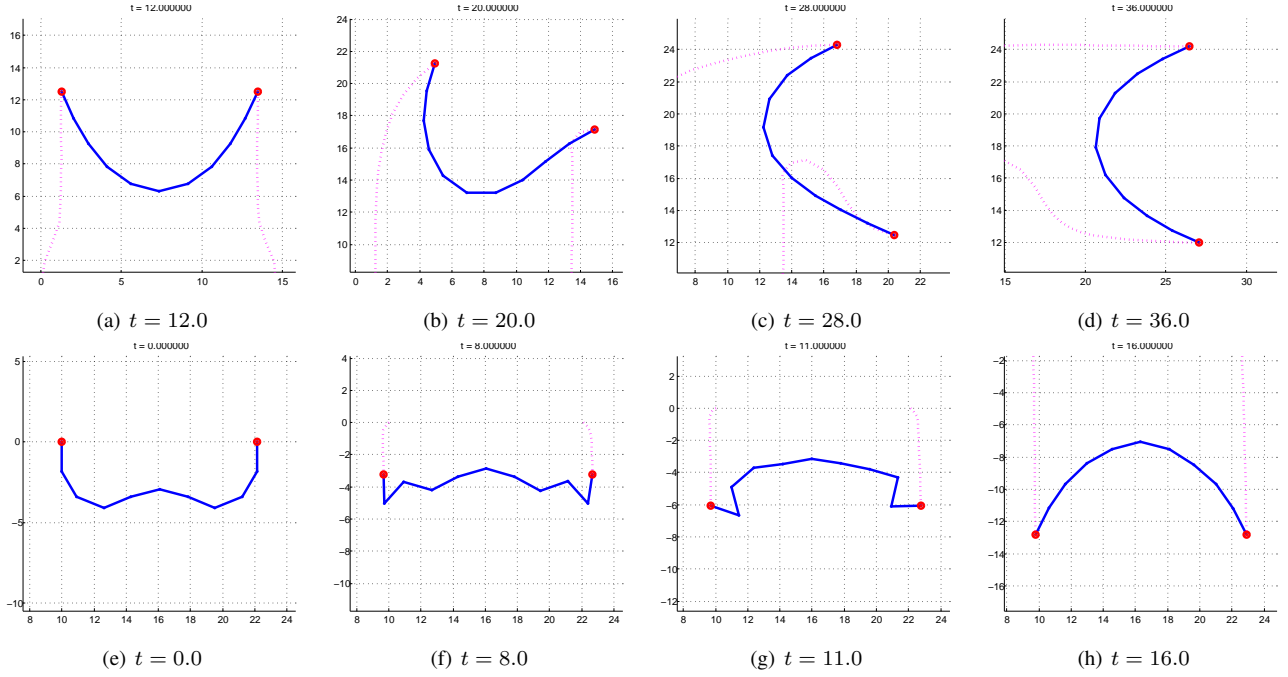 t = 12.000000
16
14
12
10
8
6
4
2
0 5 10 15
(a) t = 12.0
t = 20.000000
24
22
20
18
16
14
12
10
0 2 4 6 8 10 12 14 16
(b) t = 20.0
t = 28.000000
24
22
20
18
16
14
12
8 10 12 14 16 18 20 22
(c) t = 28.0
t = 36.000000
24
22
20
18
16
14
12
15 20 25 30
(d) t = 36.0
t = 0.000000
5
0
−5
−10
8 10 12 14 16 18 20 22 24
(e) t = 0.0
t = 8.000000
4
2
0
−2
−4
−6
−8
−10
8 10 12 14 16 18 20 22 24
(f) t = 8.0
t = 11.000000
2
0
−2
−4
−6
−8
−10
−12
8 10 12 14 16 18 20 22 24
(g) t = 11.0
t = 16.000000
−2
−4
−6
−8
−10
−12
−14
−16
8 10 12 14 16 18 20 22 24
(h) t = 16.0